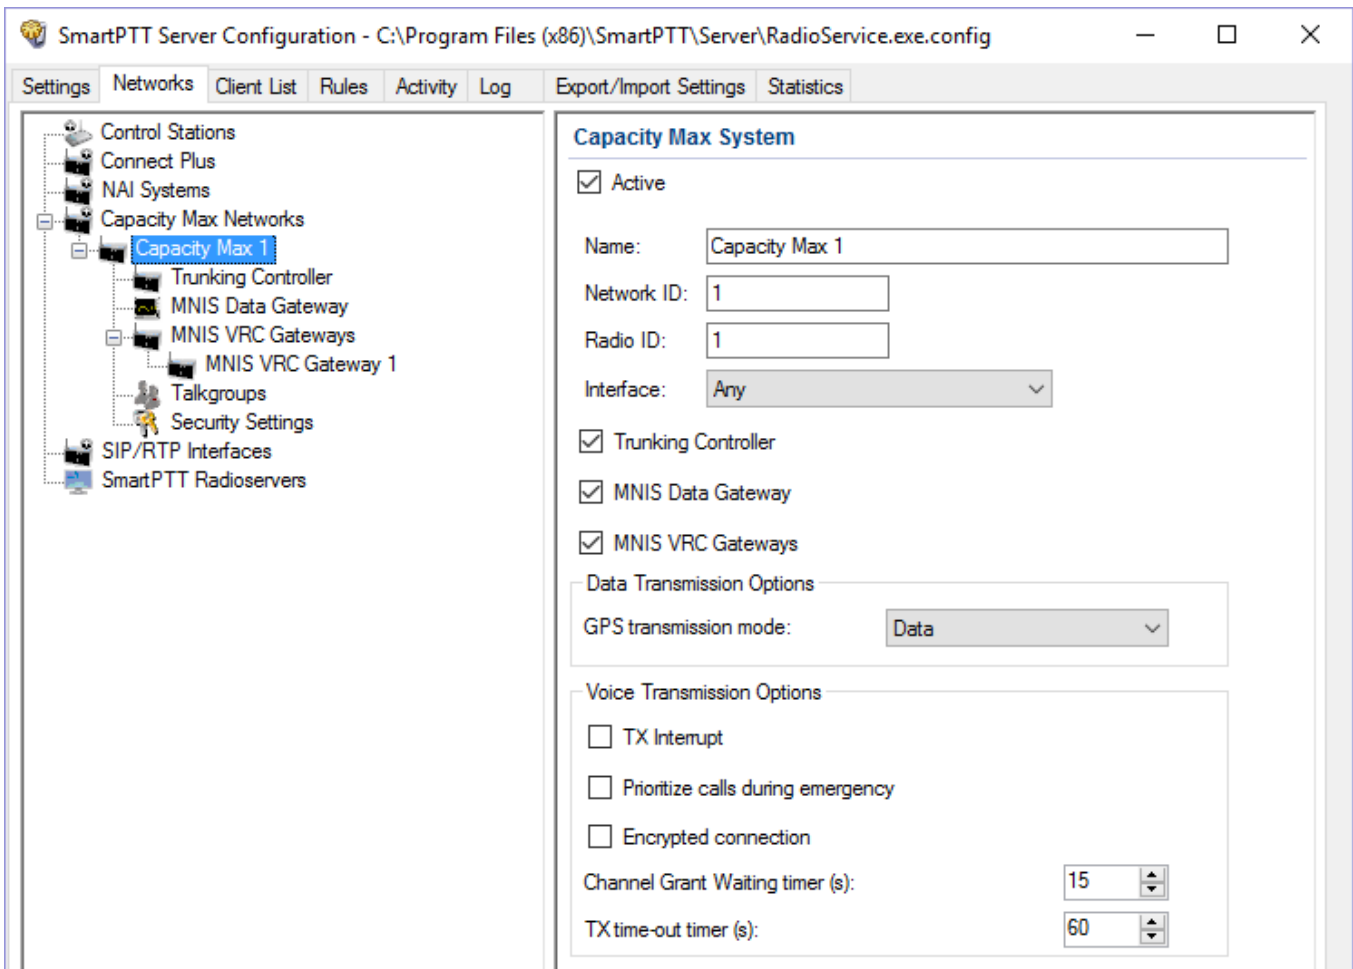 SmartPTT Server Configuration - C:\Program Files (x86)\SmartPTT\Server\RadioService.exe.config
Settings Networks Client List Rules Activity Log Export/Import Settings Statistics
Control Stations
Connect Plus
NAI Systems
Capacity Max Networks
Capacity Max 1
Trunking Controller
MNIS Data Gateway
MNIS VRC Gateways
MNIS VRC Gateway 1
Talkgroups
Security Settings
SIP/RTP Interfaces
SmartPTT Radioservers
Capacity Max System
Active
Name: Capacity Max 1
Network ID: 1
Radio ID: 1
Interface: Any
Trunking Controller
MNIS Data Gateway
MNIS VRC Gateways
Data Transmission Options
GPS transmission mode: Data
Voice Transmission Options
TX Interrupt
Prioritize calls during emergency
Encrypted connection
Channel Grant Waiting timer (s): 15
TX time-out timer (s): 60